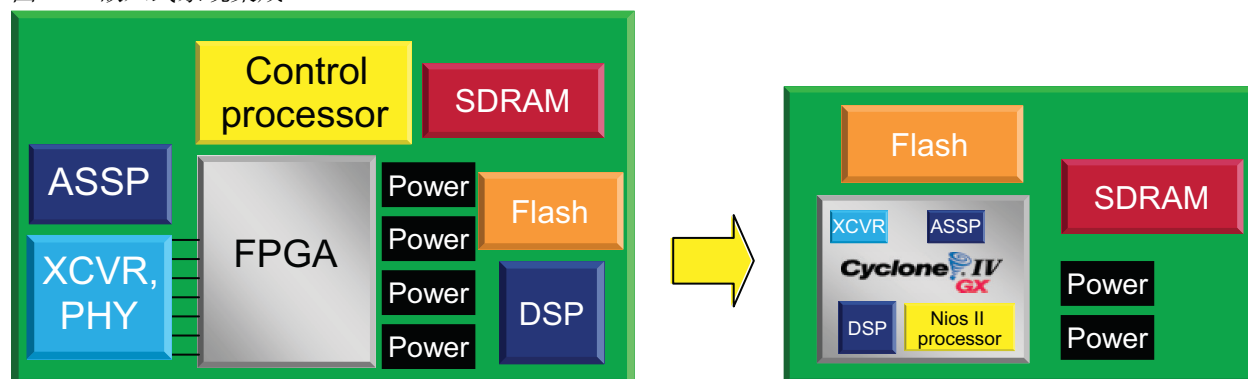 Control
processor
SDRAM
ASSP
XCVR,
PHY
FPGA
Power
Power
Power
Power
Flash
DSP
Flash
SDRAM
XCVR
ASSP
Cyclone IV
GX
DSP
Nios II
processor
Power
Power